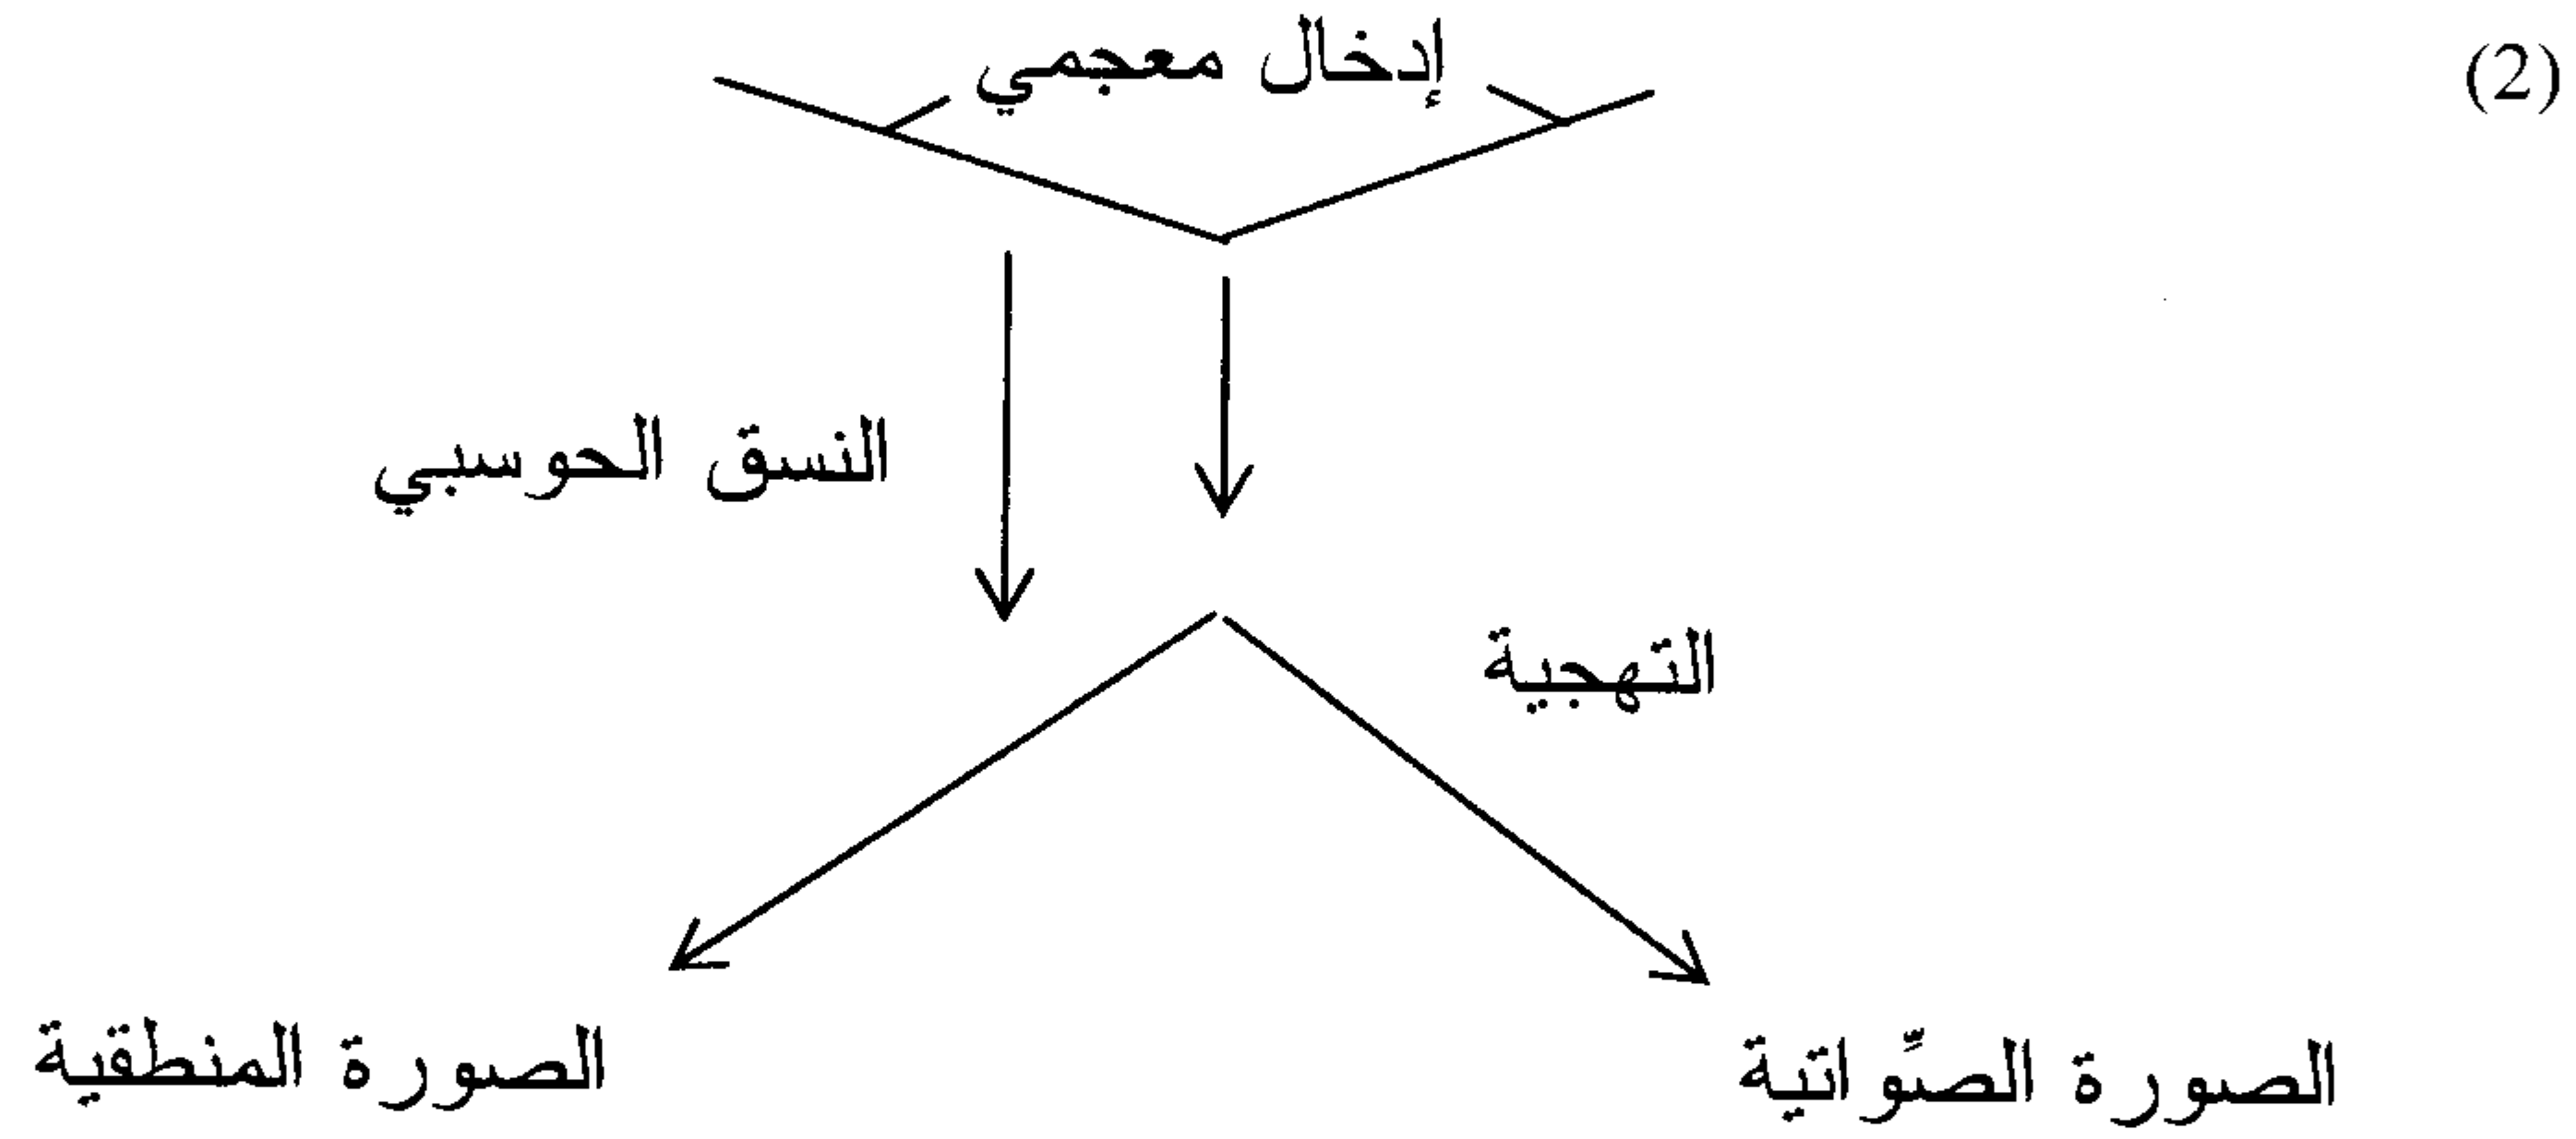 (2)
إدخال معجمي
النسق الحوسبي
التهجية
الصورة الصِّواتية
الصورة المنطقية